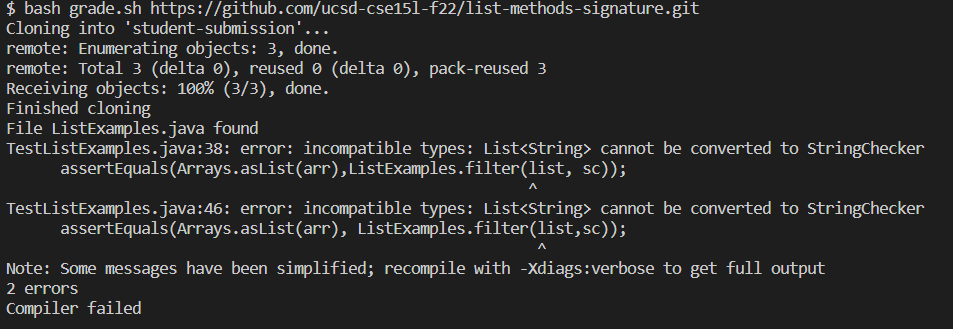 $ bash grade.sh https://github.com/ucsd-cse15l-f22/list-methods-signature.git
Cloning into 'student-submission'...
remote: Enumerating objects: 3, done.
remote: Total 3 (delta 0), reused 0 (delta 0), pack-reused 3
Receiving objects: 100% (3/3), done.
Finished cloning
File ListExamples.java found
TestListExamples.java:38: error: incompatible types: List<String> cannot be converted to StringChecker
assertEquals(Arrays.asList(arr),ListExamples.filter(list, sc));
^
TestListExamples.java:46: error: incompatible types: List<String> cannot be converted to StringChecker
assertEquals(Arrays.asList(arr), ListExamples.filter(list,sc));
^
Note: Some messages have been simplified; recompile with -Xdiags:verbose to get full output
2 errors
Compiler failed